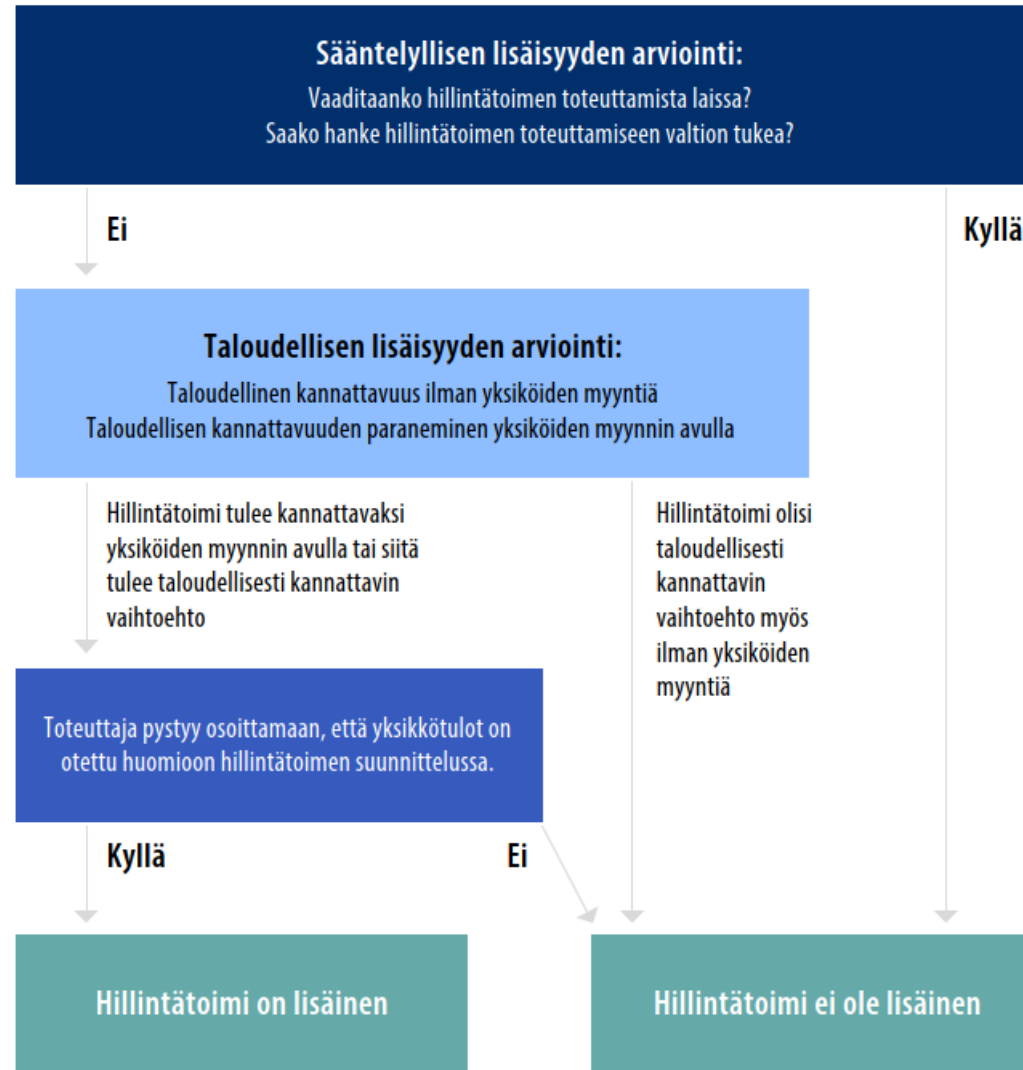 Sääntelyllisen lisäisyyden arviointi:
Vaaditaanko hillintätoimen toteuttamista laissa?
Saako hanke hillintätoimen toteuttamiseen valtion tukea?
Ei
Kyllä
Taloudellisen lisäisyyden arviointi:
Taloudellinen kannattavuus ilman yksiköiden myyntiä
Taloudellisen kannattavuuden paraneminen yksiköiden myynnin avulla
Hillintätoimi tulee kannattavaksi
yksiköiden myynnin avulla tai siitä
tulee taloudellisesti kannattavin
vaihtoehto
Hillintätoimi olisi
taloudellisesti
kannattavin
vaihtoehto myös
ilman yksiköiden
myyntiä
Toteuttaja pystyy osoittamaan, että yksikkötulot on
otettu huomioon hillintätoimen suunnittelussa.
Kyllä
Ei
Hillintätoimi on lisäinen
Hillintätoimi ei ole lisäinen